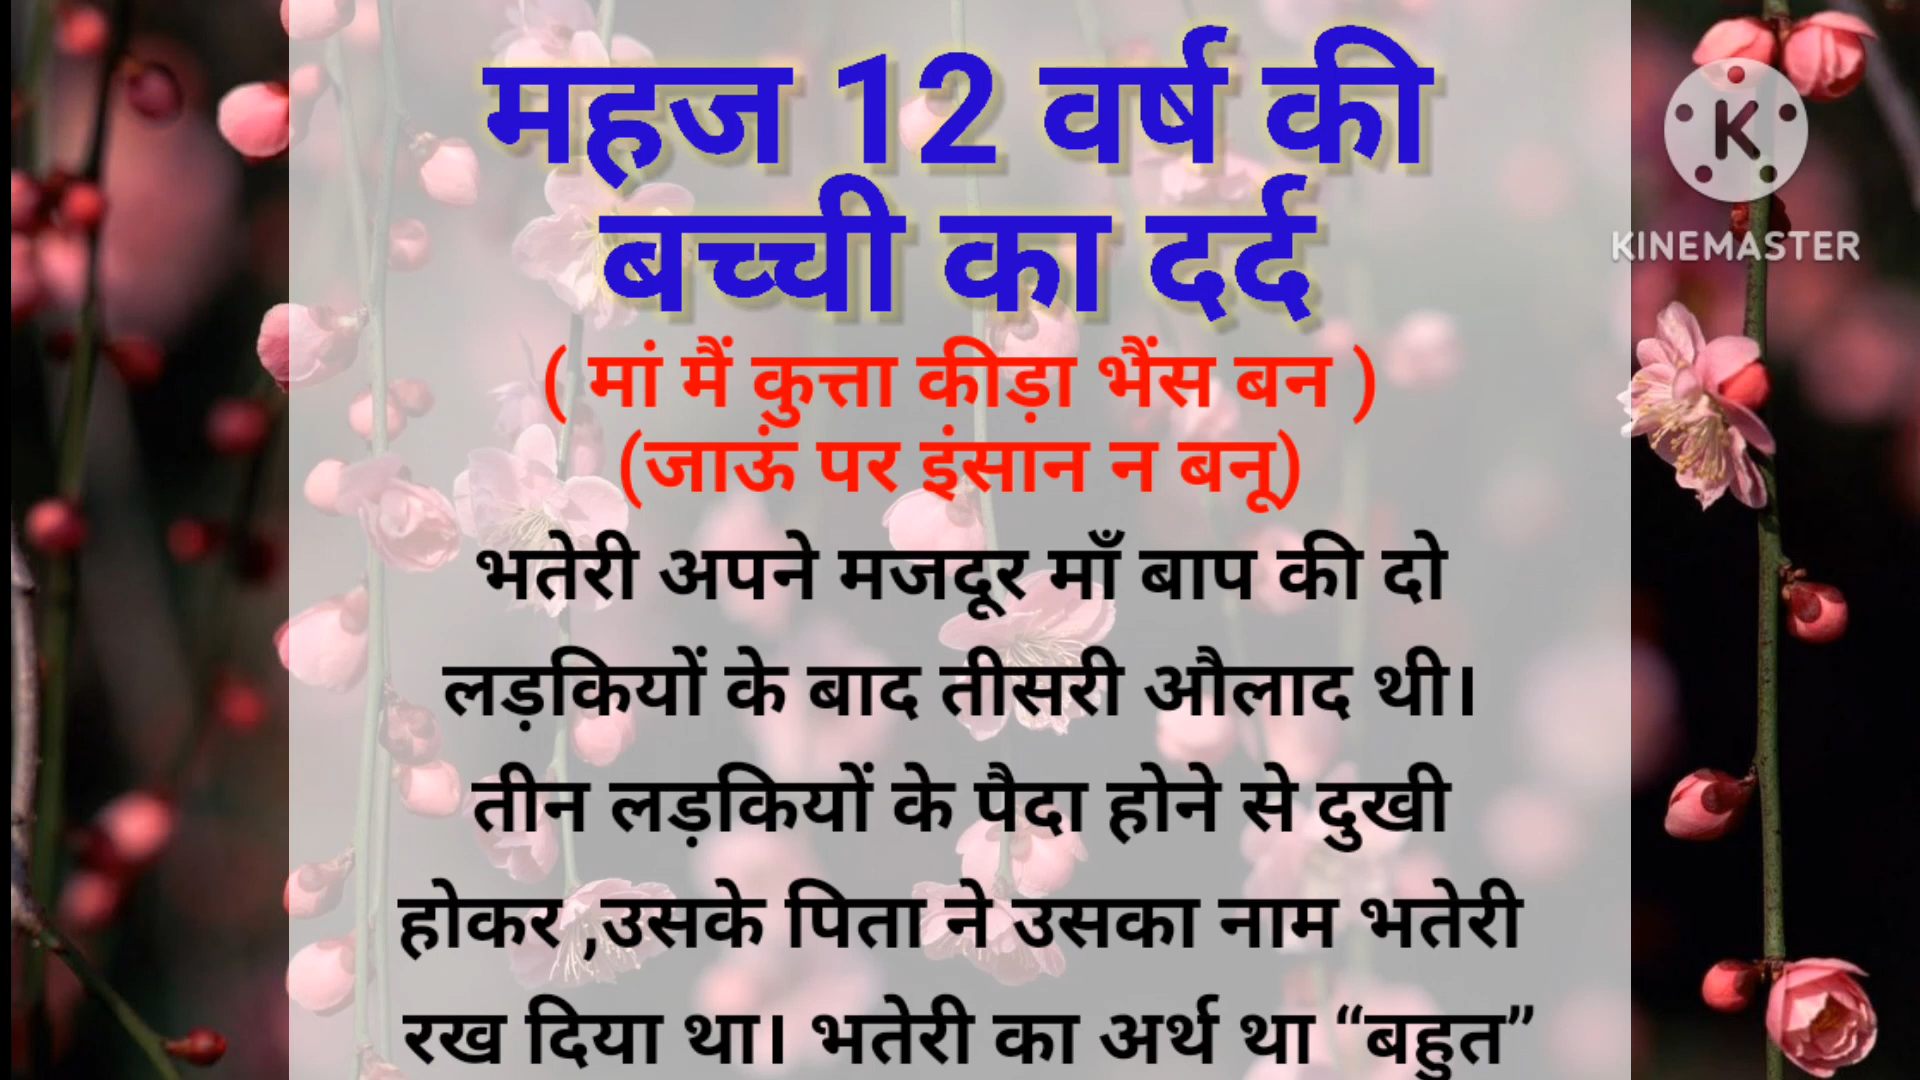 महज 12 वर्ष की
बच्ची का दर्द
( मां मैं कुत्ता कीड़ा भैंस बन )
(जाऊं पर इंसान न बनू)
भतेरी अपने मजदूर माँ बाप की दो
लड़कियों के बाद तीसरी औलाद थी।
तीन लड़कियों के पैदा होने से दुखी
होकर ,उसके पिता ने उसका नाम भतेरी
रख दिया था। भतेरी का अर्थ था “बहुत”
K
KINEMASTER